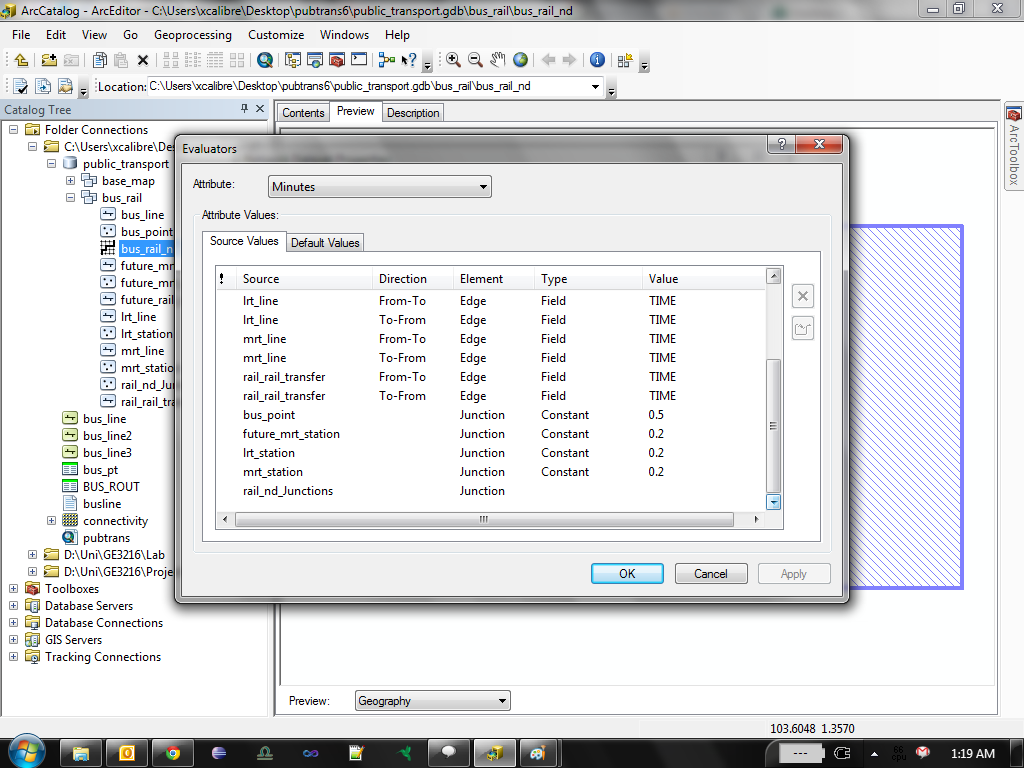 ArcCatalog - ArcEditor - C:\Users\xcalibre\Desktop\pubtrans6\public_transport.gdb\bus_rail\bus_rail_nd
File Edit View Go Geoprocessing Customize Windows Help
Location: C:\Users\xcalibre\Desktop\pubtrans6\public_transport.gdb\bus_rail\bus_rail_nd
Catalog Tree
Contents Preview Description
ArcToolbox
Folder Connections
C:\Users\xcalibre\De
public_transport
base_map
bus_rail
bus_line
bus_point
bus_rail_n
future_mr
future_mr
future_rail
lrt_line
lrt_station
mrt_line
mrt_statio
rail_nd_Jun
rail_rail_tra
bus_line
bus_line2
bus_line3
bus_pt
BUS_ROUT
busline
connectivity
pubtrans
D:\Uni\GE3216\Lab
D:\Uni\GE3216\Proje
Toolboxes
Database Servers
Database Connections
GIS Servers
Tracking Connections
Evaluators
Attribute: Minutes
Attribute Values:
Source Values Default Values
! Source Direction Element Type Value
lrt_line From-To Edge Field TIME
lrt_line To-From Edge Field TIME
mrt_line From-To Edge Field TIME
mrt_line To-From Edge Field TIME
rail_rail_transfer From-To Edge Field TIME
rail_rail_transfer To-From Edge Field TIME
bus_point Junction Constant 0.5
future_mrt_station Junction Constant 0.2
lrt_station Junction Constant 0.2
mrt_station Junction Constant 0.2
rail_nd_Junctions Junction
OK Cancel Apply
Preview: Geography
103.6048 1.3570
--- 1:19 AM